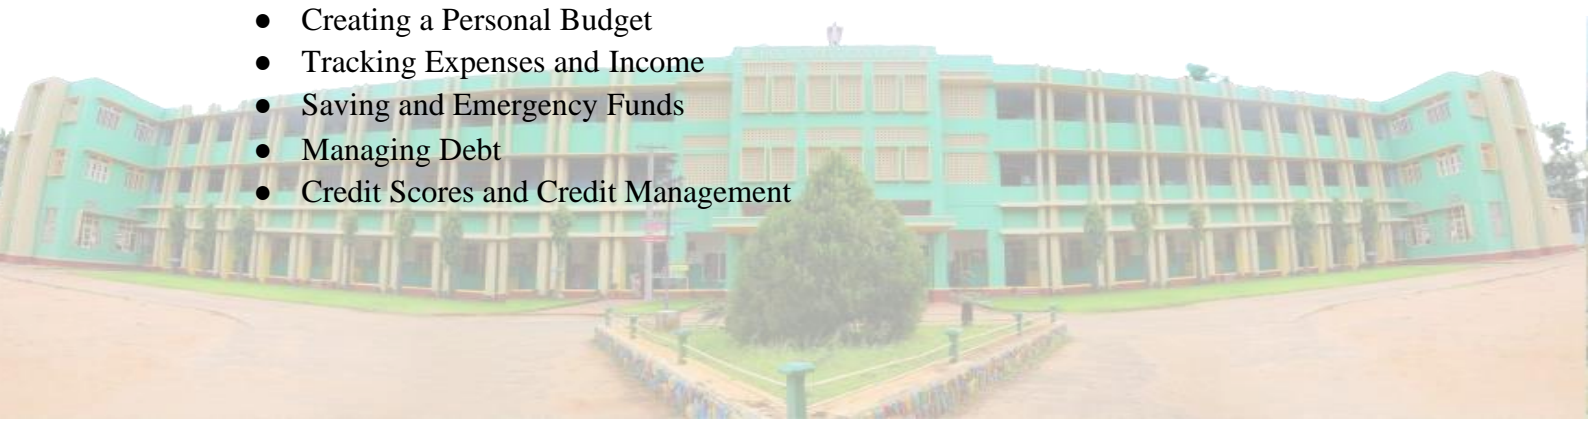 ● Creating a Personal Budget
● Tracking Expenses and Income
● Saving and Emergency Funds
● Managing Debt
● Credit Scores and Credit Management